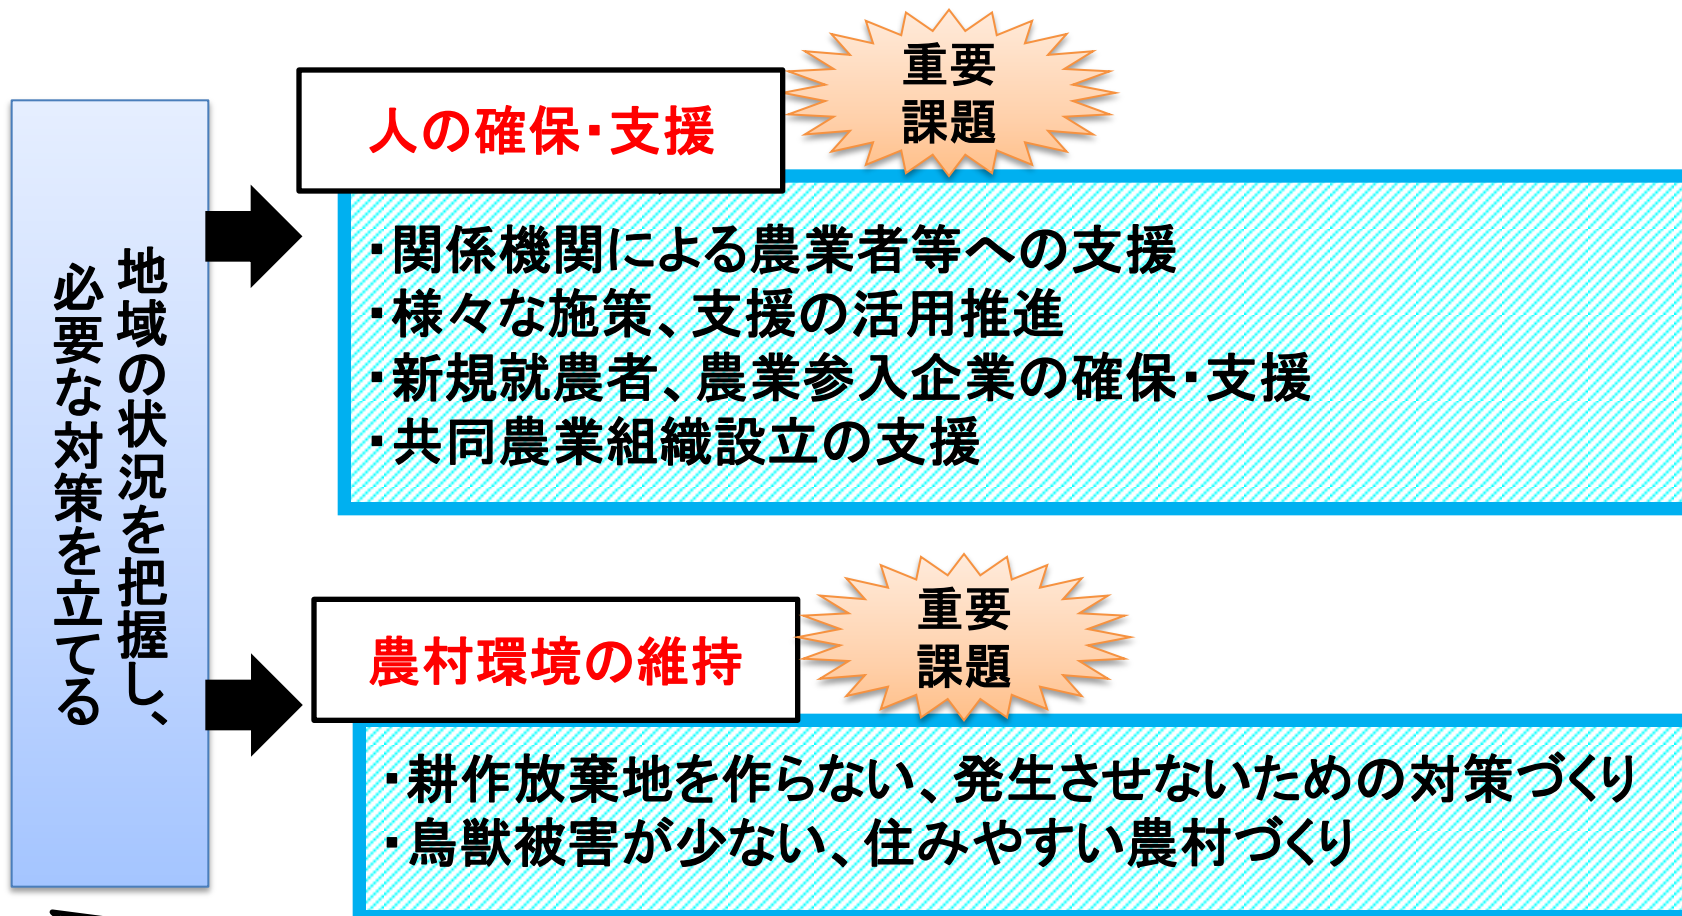 地域の状況を把握し、
必要な対策を立てる
人の確保・支援
重要
課題
・関係機関による農業者等への支援
・様々な施策、支援の活用推進
・新規就農者、農業参入企業の確保・支援
・共同農業組織設立の支援
農村環境の維持
重要
課題
・耕作放棄地を作らない、発生させないための対策づくり
・鳥獣被害が少ない、住みやすい農村づくり